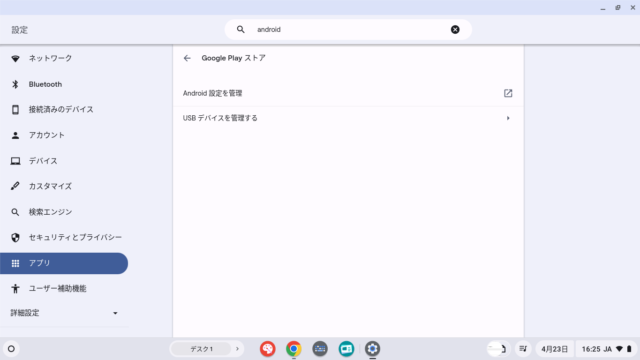 設定
android
ネットワーク
Bluetooth
接続済みのデバイス
アカウント
デバイス
カスタマイズ
検索エンジン
セキュリティとプライバシー
アプリ
ユーザー補助機能
詳細設定
Google Play ストア
Android 設定を管理
USB デバイスを管理する
デスク 1
4月23日
16:25 JA